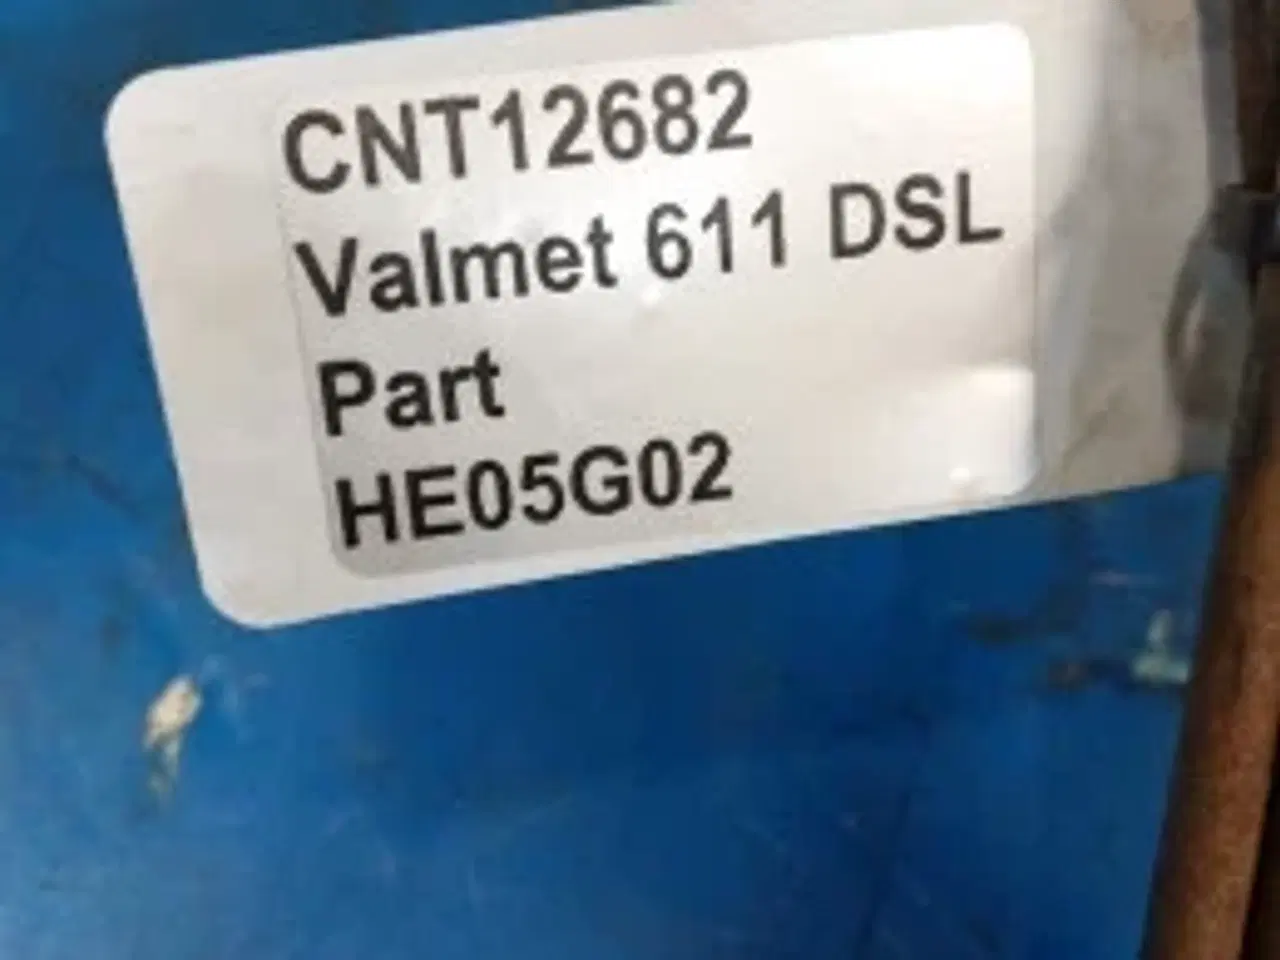 CNT12682
Valmet 611 DSL
Part
HE05G02